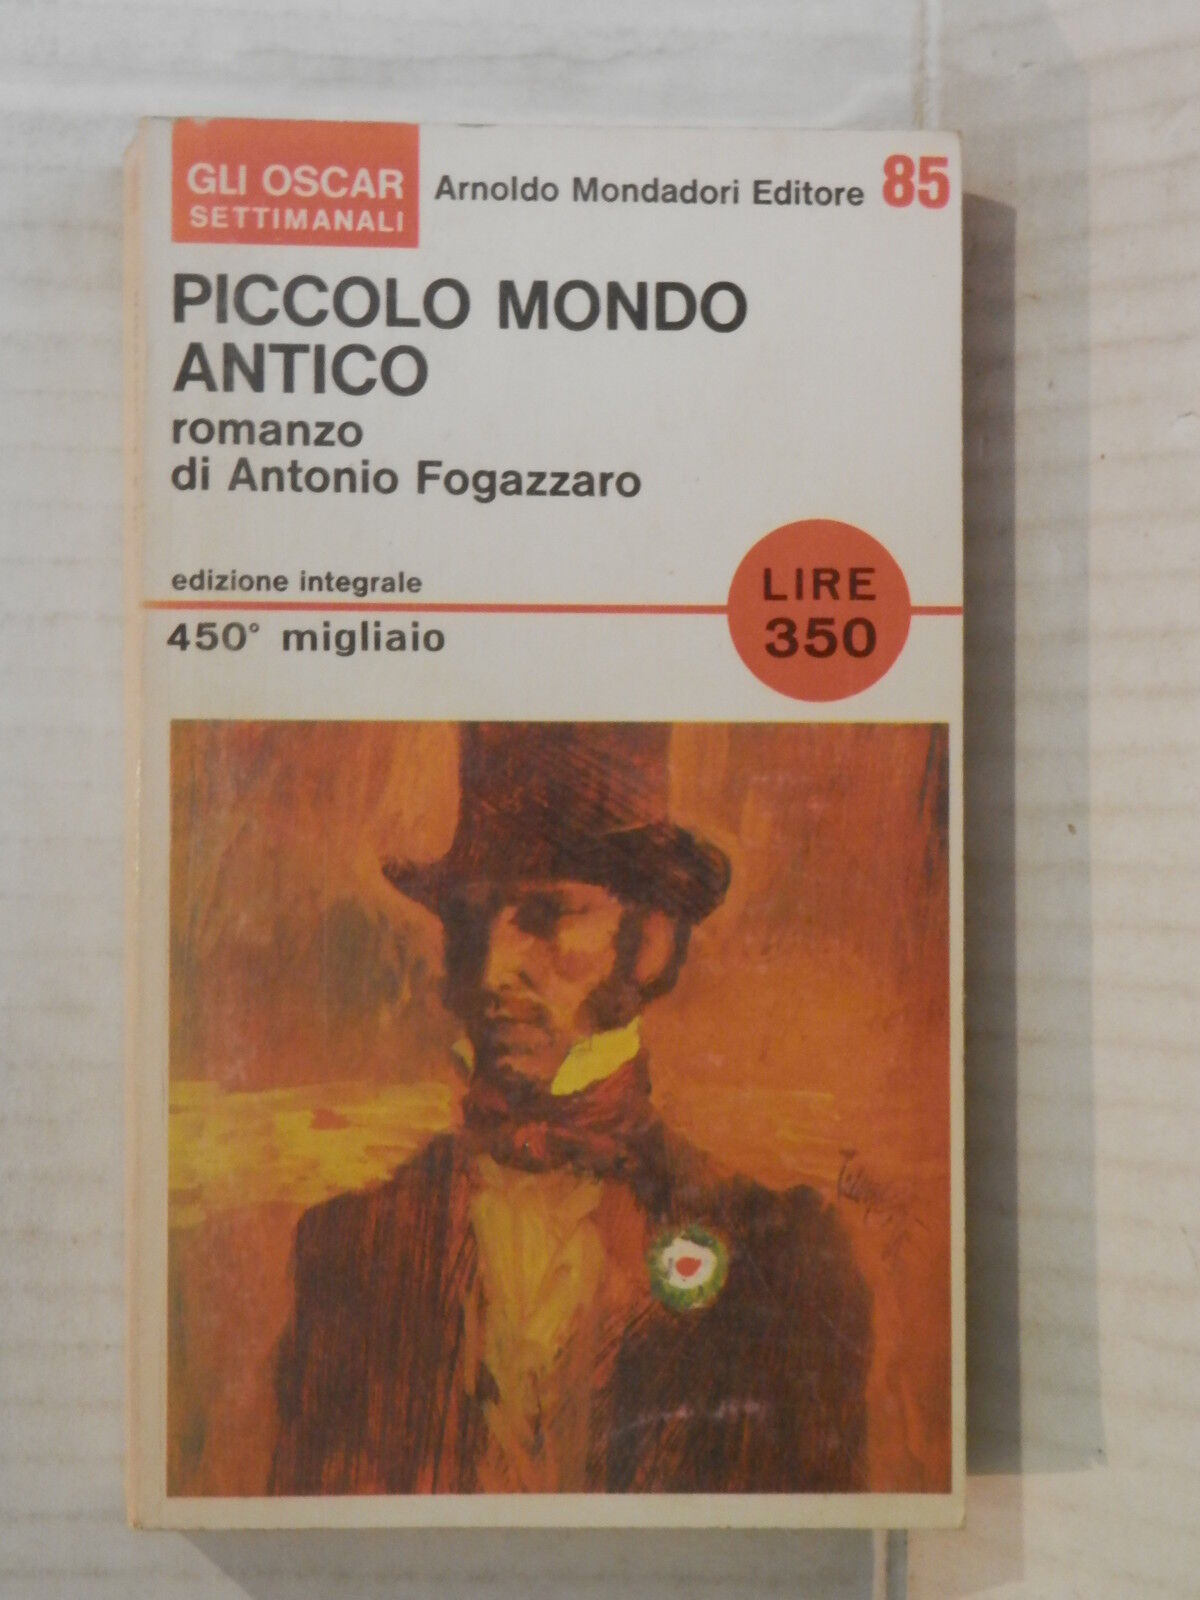 GLI OSCAR
SETTIMANALI
Arnoldo Mondadori Editore 85
PICCOLO MONDO
ANTICO
romanzo
di Antonio Fogazzaro
edizione integrale
450° migliaio
LIRE
350